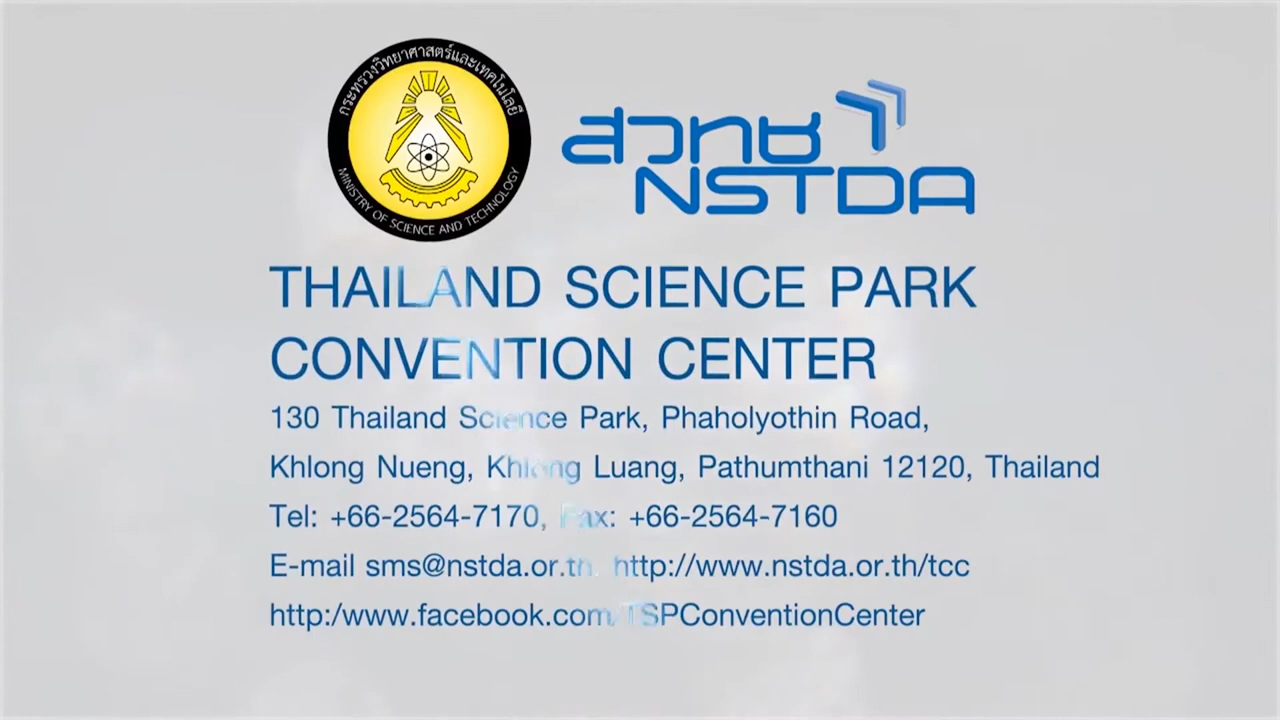 กระทรวงวิทยาศาสตร์และเทคโนโลยี
MINISTRY OF SCIENCE AND TECHNOLOGY
สวทช
NSTDA
THAILAND SCIENCE PARK
CONVENTION CENTER
130 Thailand Science Park, Phaholyothin Road,
Khlong Nueng, Khlong Luang, Pathumthani 12120, Thailand
Tel: +66-2564-7170, Fax: +66-2564-7160
E-mail sms@nstda.or.th. http://www.nstda.or.th/tcc
http:/www.facebook.com/TSPConventionCenter